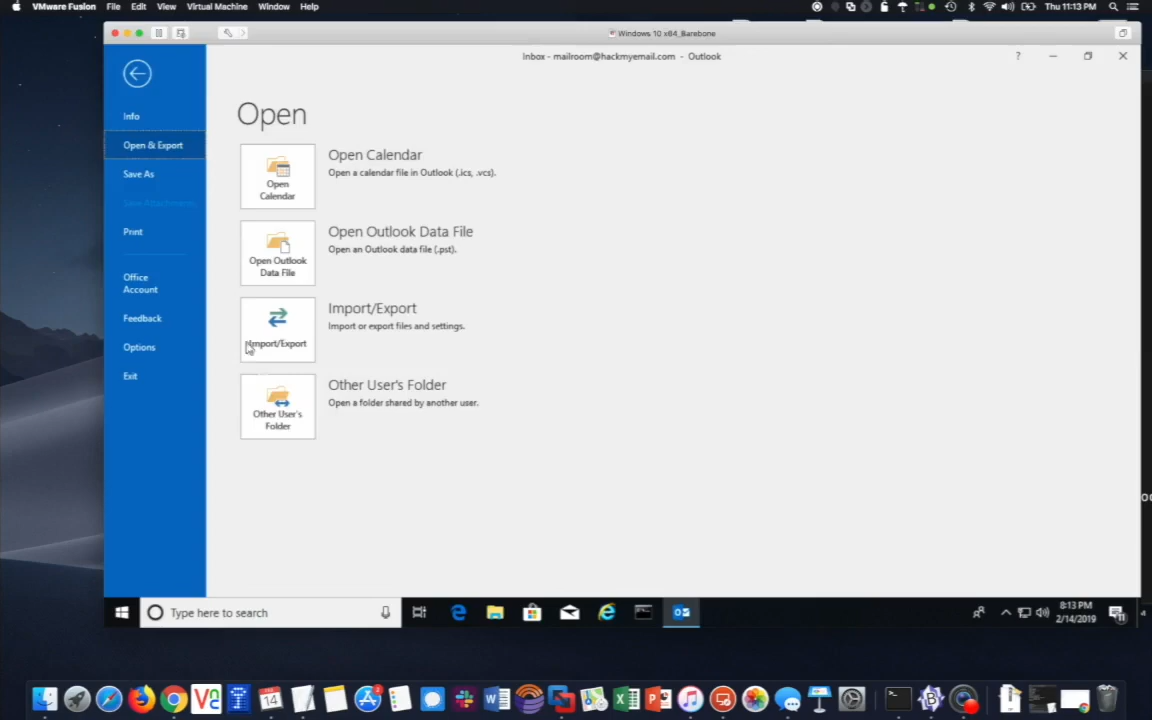 VMware Fusion File Edit View Virtual Machine Window Help Thu 11:13 PM
Windows 10 x64_Barebone
Inbox - mailroom@hackmyemail.com - Outlook ?
Info
Open & Export
Save As
Save Attachments
Print
Office
Account
Feedback
Options
Exit
Open
Open
Calendar
Open Calendar
Open a calendar file in Outlook (.ics, .vcs).
Open Outlook
Data File
Open Outlook Data File
Open an Outlook data file (.pst).
Import/Export
Import/Export
Import or export files and settings.
Other User's
Folder
Other User's Folder
Open a folder shared by another user.
Type here to search
8:13 PM
2/14/2019